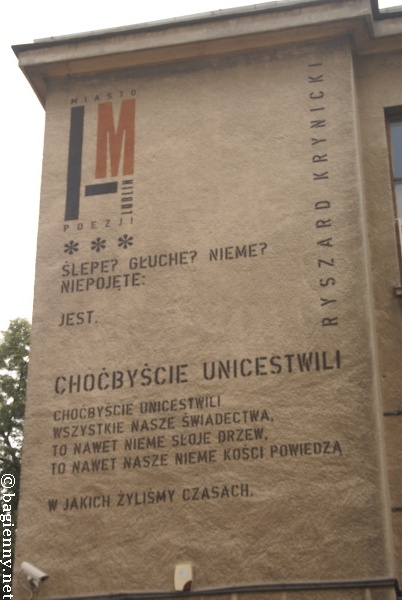 MIASTO
LM
LUBLIN
POEZJI
RYSZARD KRYNICKI
***
ŚLEPE? GŁUCHE? NIEME?
NIEPOJĘTE:
JEST.
CHOĆBYŚCIE UNICESTWILI
CHOĆBYŚCIE UNICESTWILI
WSZYSTKIE NASZE ŚWIADECTWA,
TO NAWET NIEME SŁOJE DRZEW,
TO NAWET NASZE NIEME KOŚCI POWIEDZĄ
W JAKICH ŻYLIŚMY CZASACH.
© bagienny.net